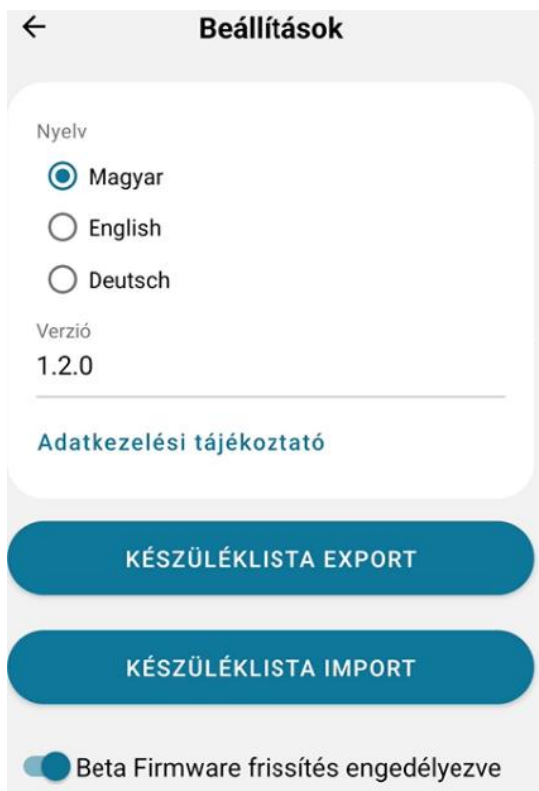 Beállítások
Nyelv
Magyar
English
Deutsch
Verzió
1.2.0
Adatkezelési tájékoztató
KÉSZÜLÉKLISTA EXPORT
KÉSZÜLÉKLISTA IMPORT
Beta Firmware frissítés engedélyezve